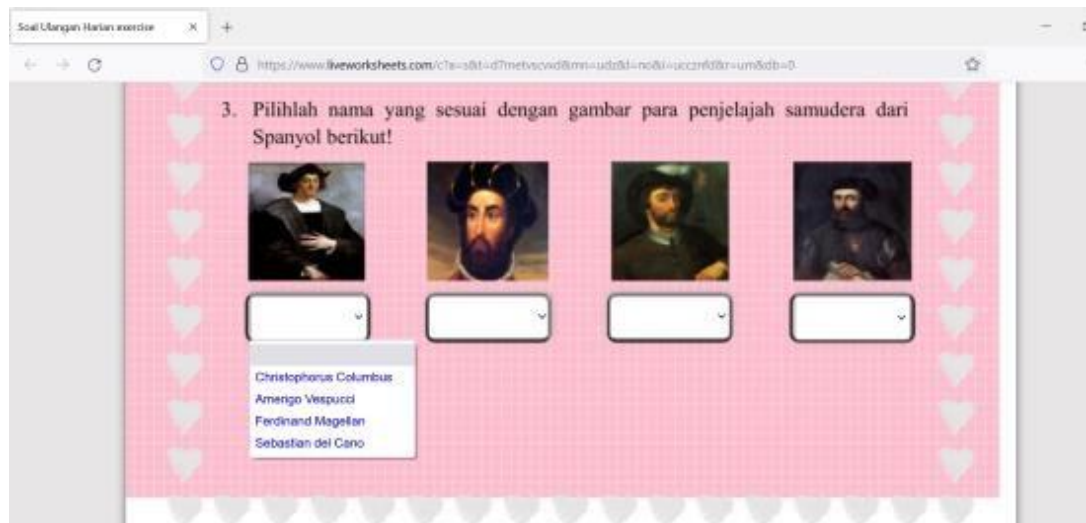 Soal Ulangan Harian exercise
3. Pilihlah nama yang sesuai dengan gambar para penjelajah samudera dari
Spanyol berikut!
Christophorus Columbus
Amerigo Vespucci
Ferdinand Magellan
Sebastian del Cano